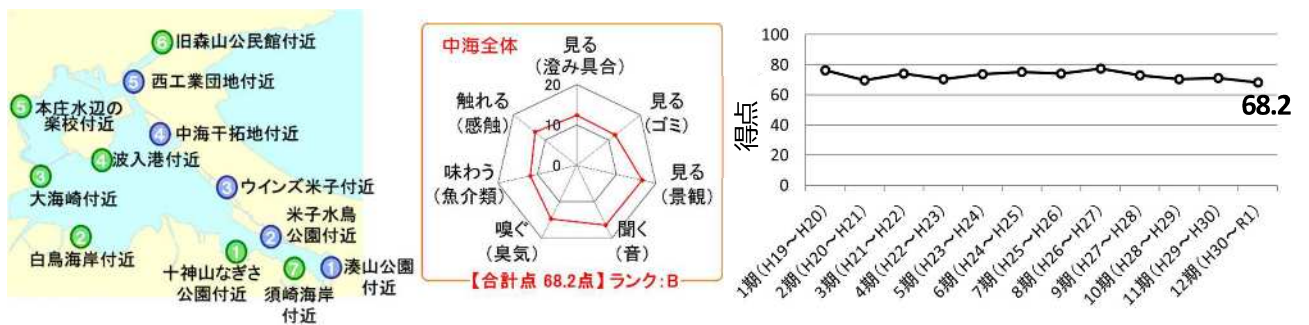 ⑥ 旧森山公民館付近
⑤ 西工業団地付近
⑤ 本庄水辺の
楽校付近
④ 中海干拓地付近
④ 波入港付近
③
大海崎付近
③ ウインズ米子付近
米子水鳥
② 公園付近
②
白鳥海岸付近
①
十神山なぎさ
公園付近
⑦
須崎海岸
付近
① 湊山公園
付近
中海全体
見る
(澄み具合)
見る
(ゴミ)
見る
(景観)
聞く
(音)
嗅ぐ
(臭気)
味わう
(魚介類)
触れる
(感触)
20
10
0
【合計点 68.2点】ランク:B
得点
100
80
60
40
20
0
68.2
1期(H19~H20)
2期(H20~H21)
3期(H21~H22)
4期(H22~H23)
5期(H23~H24)
6期(H24~H25)
7期(H25~H26)
8期(H26~H27)
9期(H27~H28)
10期(H28~H29)
11期(H29~H30)
12期(H30~R1)